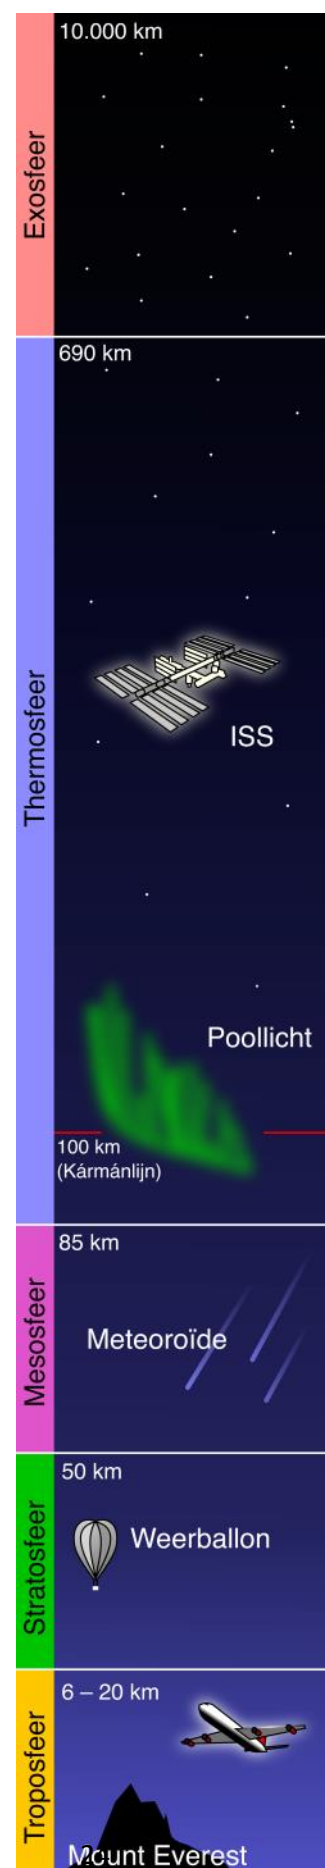 10.000 km
Exosfeer
690 km
Thermosfeer
ISS
Poollicht
100 km
(Kármánlijn)
85 km
Mesosfeer
Meteoroïde
50 km
Stratosfeer
Weerballon
6 – 20 km
Troposfeer
Mount Everest